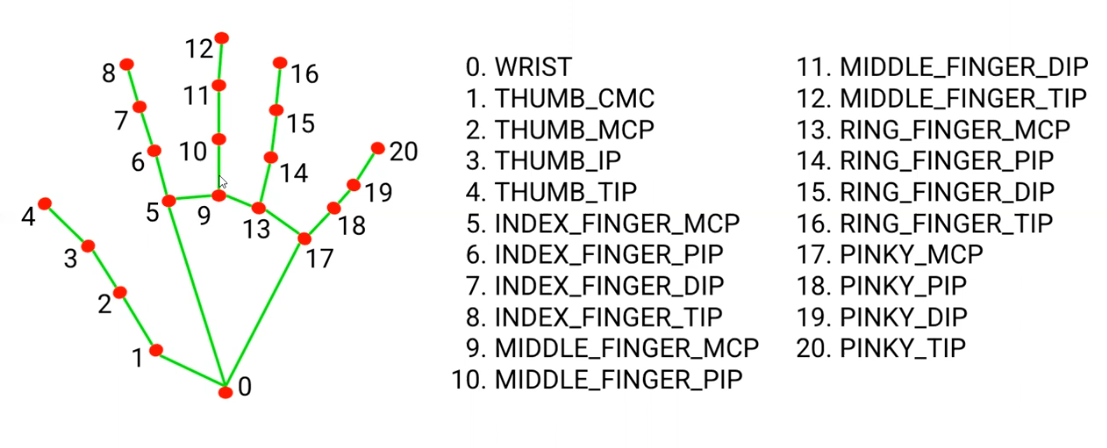 12
8
16
11
7
15
10
6
14
20
19
4
5
9
13
18
3
17
2
1
0
0. WRIST
1. THUMB_CMC
2. THUMB_MCP
3. THUMB_IP
4. THUMB_TIP
5. INDEX_FINGER_MCP
6. INDEX_FINGER_PIP
7. INDEX_FINGER_DIP
8. INDEX_FINGER_TIP
9. MIDDLE_FINGER_MCP
10. MIDDLE_FINGER_PIP
11. MIDDLE_FINGER_DIP
12. MIDDLE_FINGER_TIP
13. RING_FINGER_MCP
14. RING_FINGER_PIP
15. RING_FINGER_DIP
16. RING_FINGER_TIP
17. PINKY_MCP
18. PINKY_PIP
19. PINKY_DIP
20. PINKY_TIP